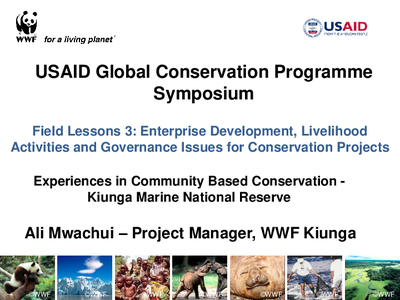 WWF for a living planet®
USAID
FROM THE AMERICAN PEOPLE
USAID Global Conservation Programme
Symposium
Field Lessons 3: Enterprise Development, Livelihood
Activities and Governance Issues for Conservation Projects
Experiences in Community Based Conservation -
Kiunga Marine National Reserve
Ali Mwachui – Project Manager, WWF Kiunga
©WWF ©WWF ©WWF ©WWF ©WWF ©WWF ©WWF